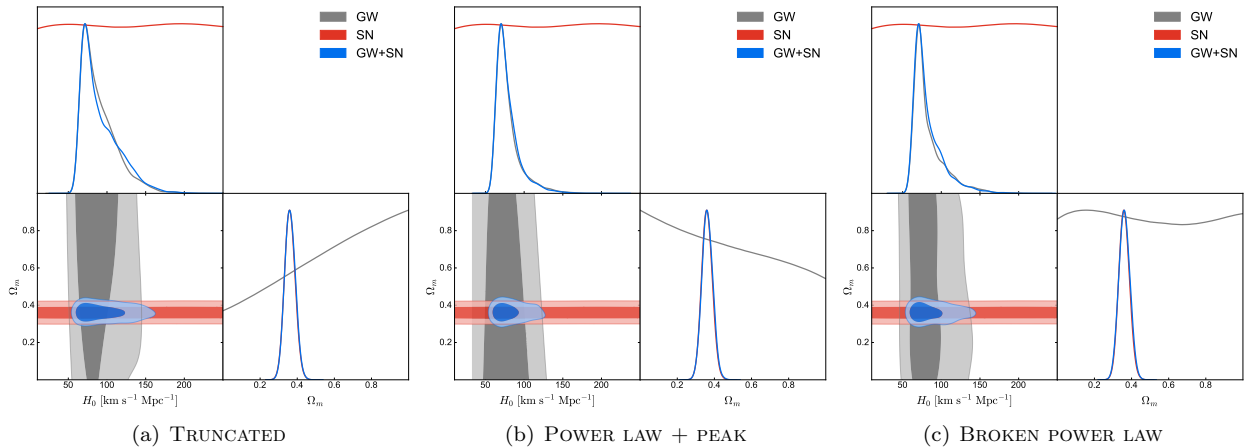 GW
SN
GW+SN
0.8
0.6
0.4
0.2
Ω_m
50 100 150 200
H_0 [km s^{-1} Mpc^{-1}]
0.2 0.4 0.6 0.8
Ω_m
(a) TRUNCATED
GW
SN
GW+SN
0.8
0.6
0.4
0.2
Ω_m
50 100 150 200
H_0 [km s^{-1} Mpc^{-1}]
0.2 0.4 0.6 0.8
Ω_m
(b) POWER LAW + PEAK
GW
SN
GW+SN
0.8
0.6
0.4
0.2
Ω_m
50 100 150 200
H_0 [km s^{-1} Mpc^{-1}]
0.2 0.4 0.6 0.8
Ω_m
(c) BROKEN POWER LAW